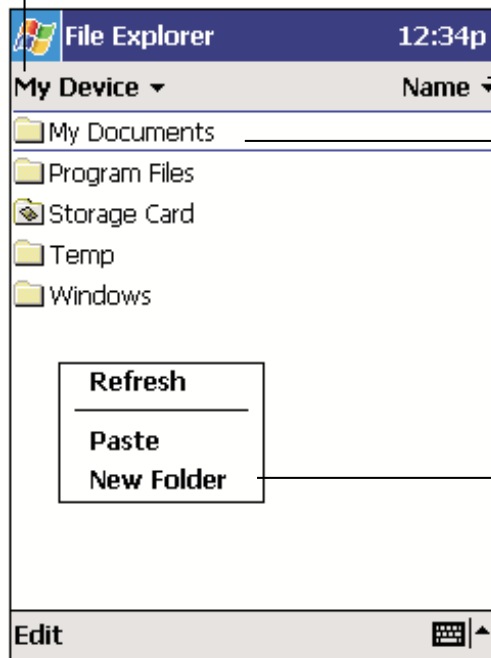 File Explorer 12:34p
My Device Name
My Documents
Program Files
Storage Card
Temp
Windows
Refresh
Paste
New Folder
Edit